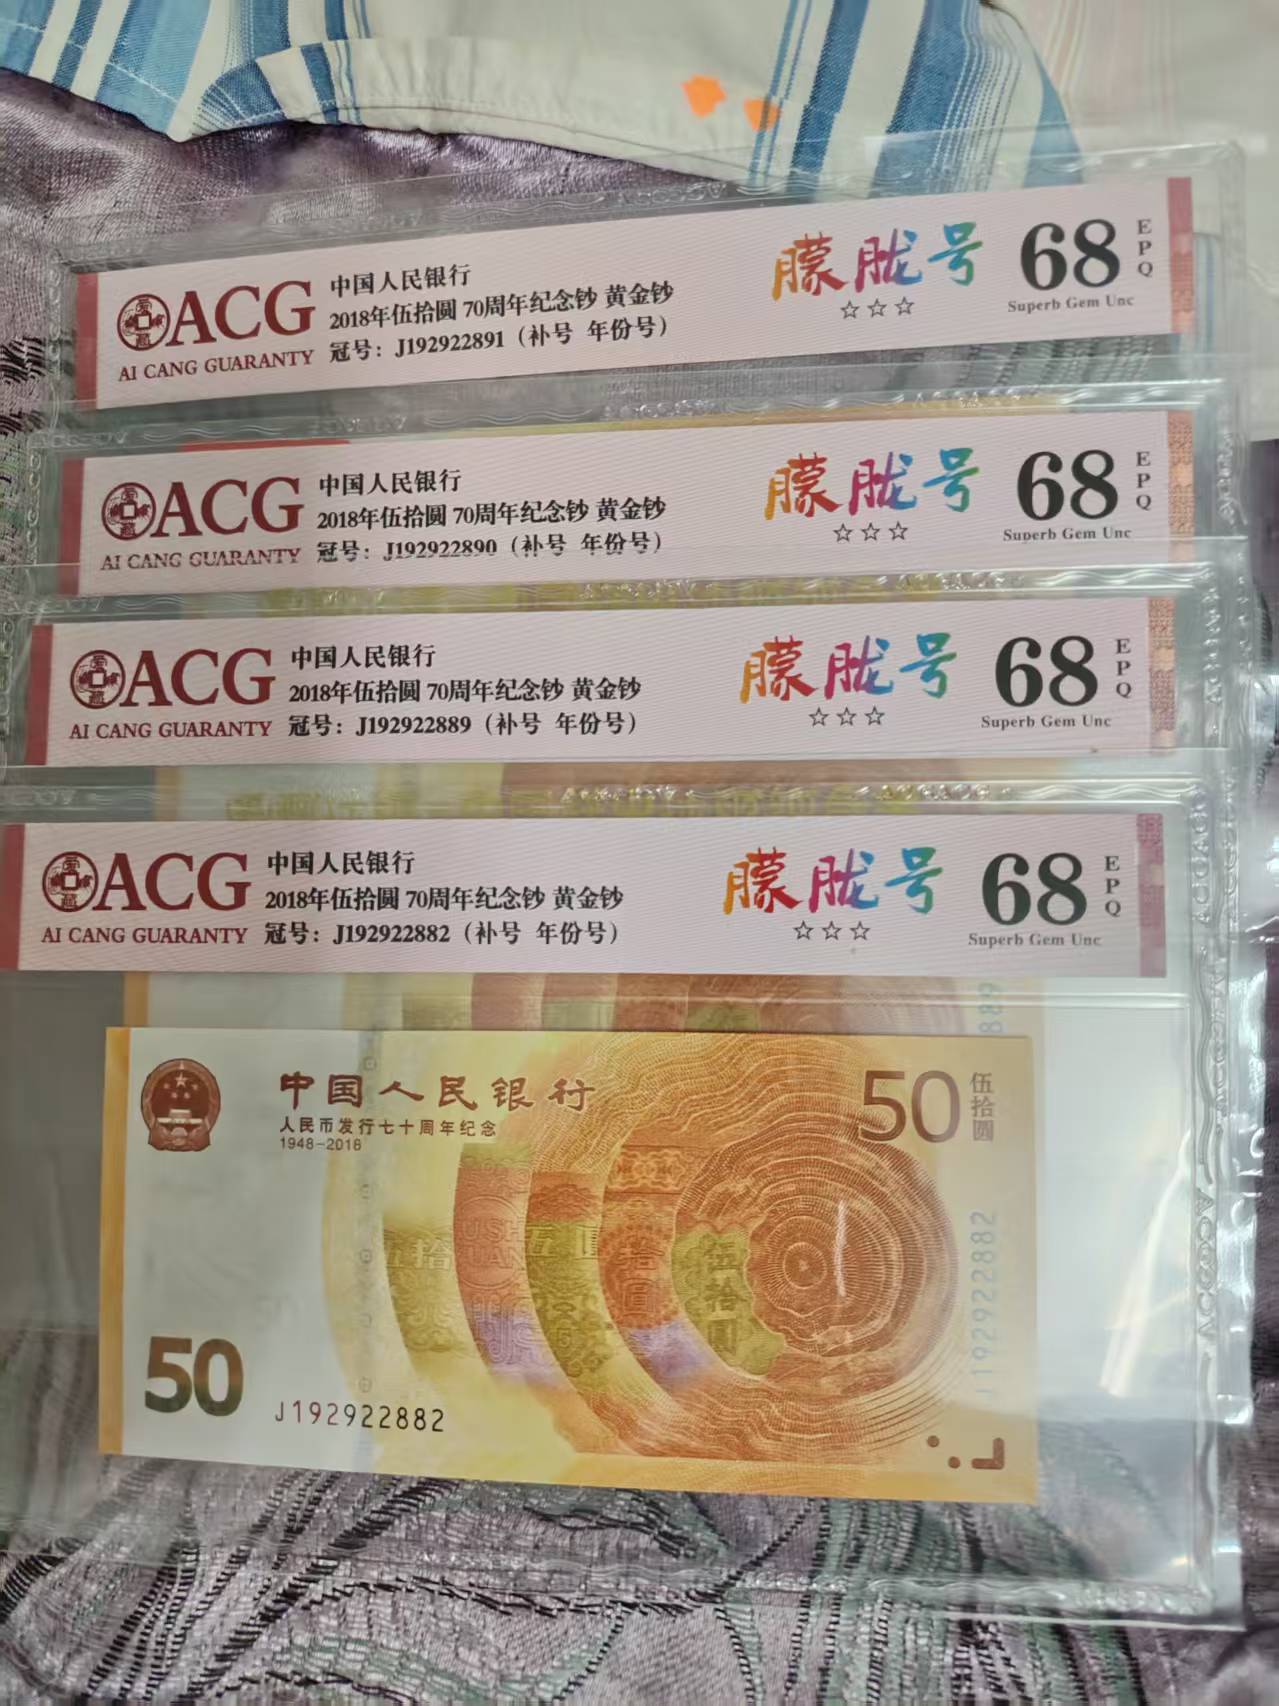 ACG
AI CANG GUARANTY
中国人民银行
2018年伍拾圆 70周年纪念钞 黄金钞
冠号：J192922891（补号 年份号）
朦胧号
☆☆☆
68
EPQ
Superb Gem Unc
ACG
AI CANG GUARANTY
中国人民银行
2018年伍拾圆 70周年纪念钞 黄金钞
冠号：J192922890（补号 年份号）
朦胧号
☆☆☆
68
EPQ
Superb Gem Unc
ACG
AI CANG GUARANTY
中国人民银行
2018年伍拾圆 70周年纪念钞 黄金钞
冠号：J192922889（补号 年份号）
朦胧号
☆☆☆
68
EPQ
Superb Gem Unc
ACG
AI CANG GUARANTY
中国人民银行
2018年伍拾圆 70周年纪念钞 黄金钞
冠号：J192922882（补号 年份号）
朦胧号
☆☆☆
68
EPQ
Superb Gem Unc
889
中国人民银行
人民币发行七十周年纪念
1948-2018
50
伍拾圆
伍拾圆
50
J192922882
J192922882